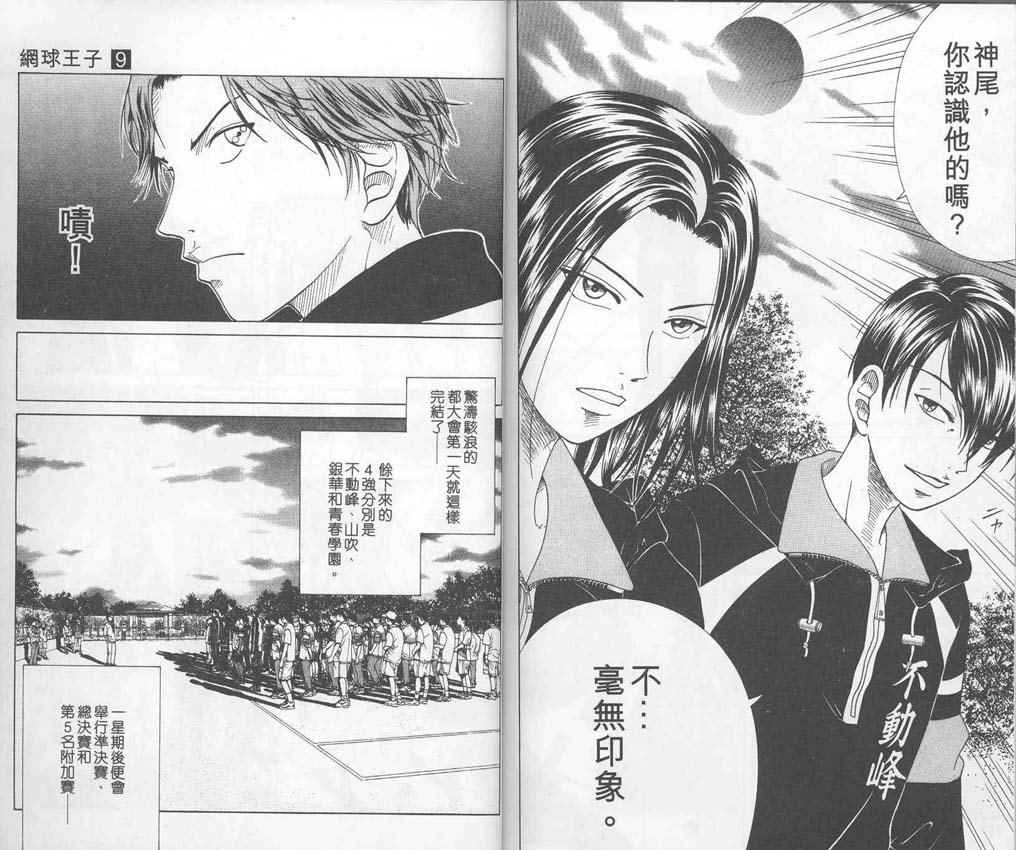 神尾，
你認識他的嗎？
ニヤ
不動峰
不…
毫無印象。
網球王子 9
嘖！
驚濤駭浪的
都大會第一天就這樣
完結了——
餘下來的
4強分別是
不動峰、山吹、
銀華和青春學園。
一星期後便會
舉行準決賽、
總決賽和
第5名附加賽——